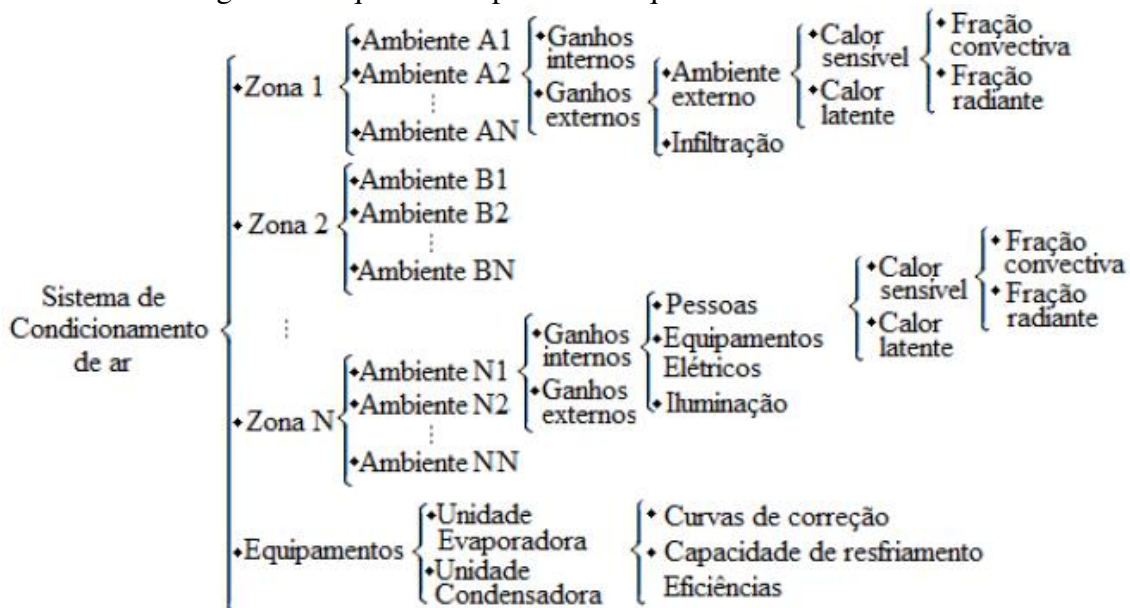 Fração
convectiva
Fração
radiante
Calor
sensível
Calor
latente
Ambiente
externo
Infiltração
Ganhos
internos
Ganhos
externos
Ambiente A1
Ambiente A2
Ambiente AN
Zona 1
Ambiente B1
Ambiente B2
Ambiente BN
Zona 2
Sistema de
Condicionamento
de ar
Fração
convectiva
Fração
radiante
Calor
sensível
Calor
latente
Pessoas
Equipamentos
Elétricos
Iluminação
Ganhos
internos
Ganhos
externos
Ambiente N1
Ambiente N2
Ambiente NN
Zona N
Equipamentos
Unidade
Evaporadora
Unidade
Condensadora
Curvas de correção
Capacidade de resfriamento
Eficiências